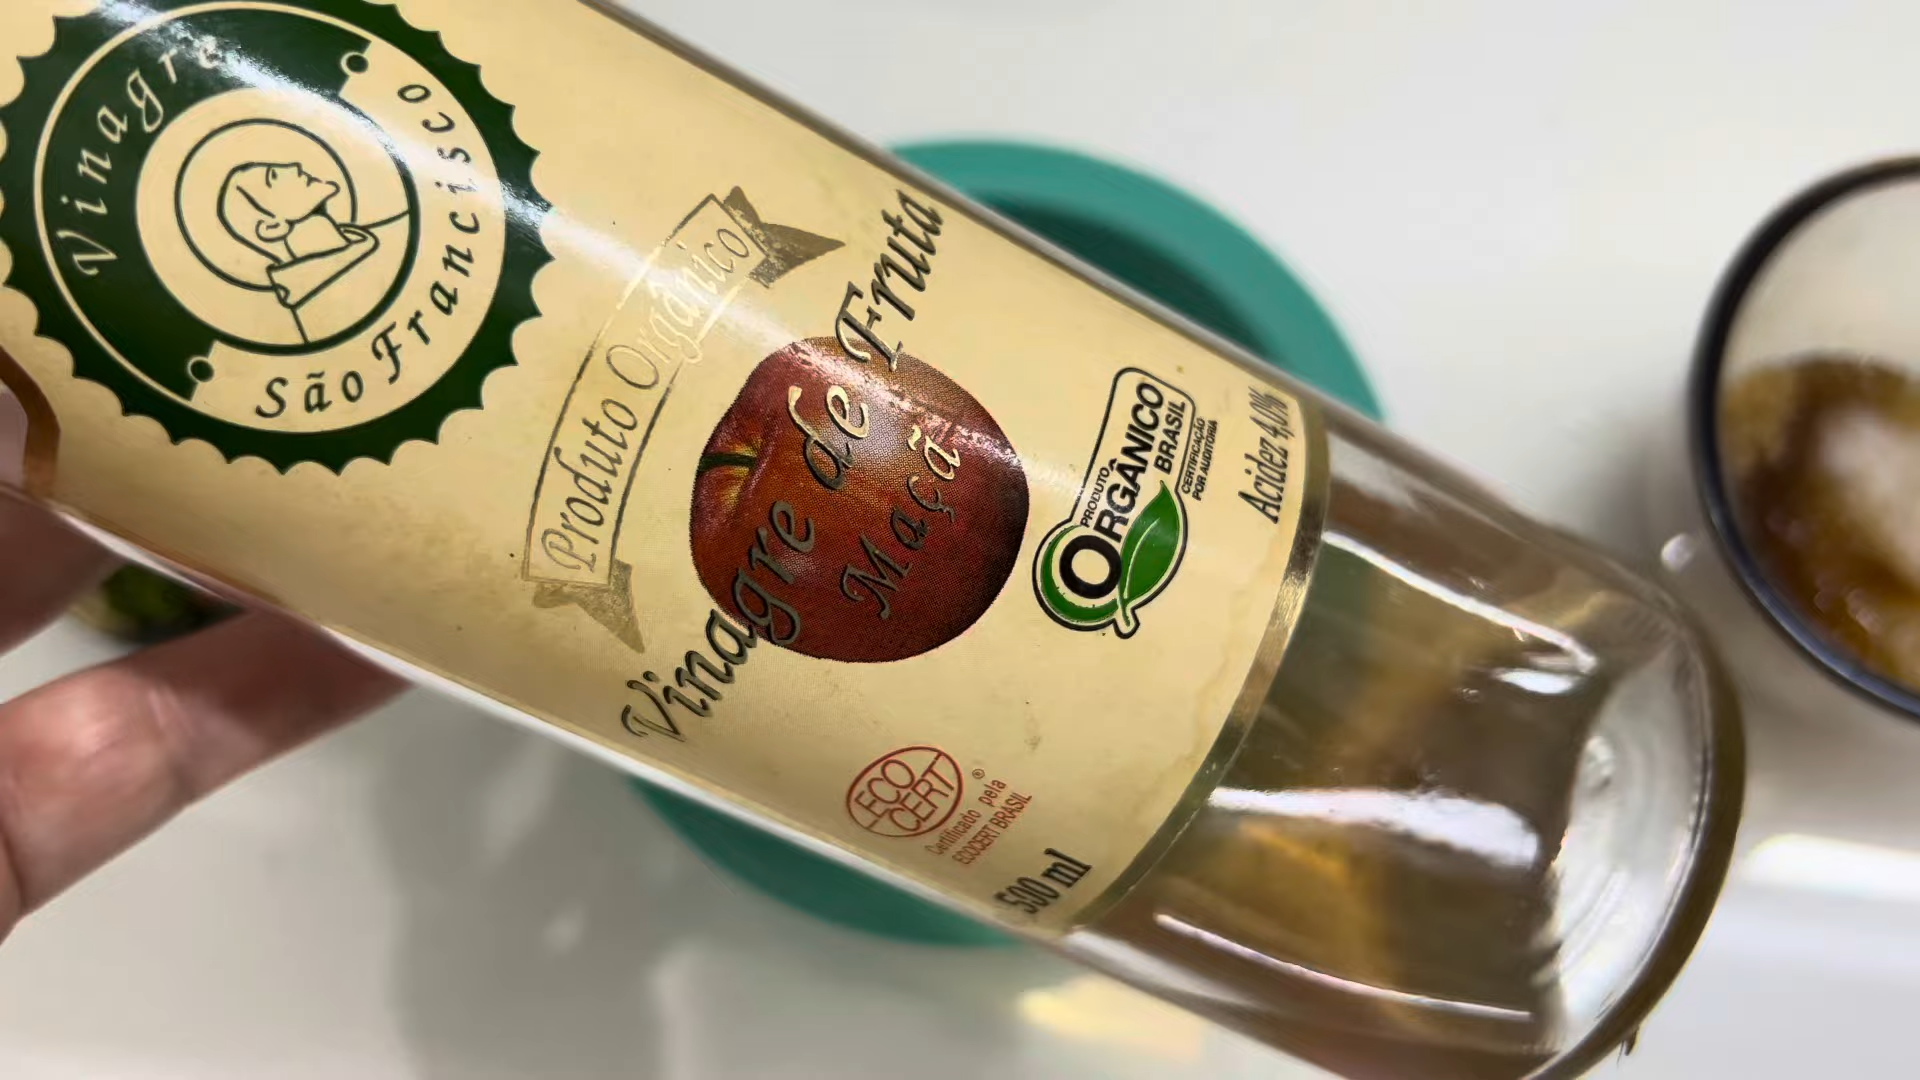 Vinagre
São Francisco
Produto Orgânico
Vinagre de Fruta
Maçã
PRODUTO
ORGÂNICO
BRASIL
CERTIFICAÇÃO
POR AUDITORIA
ECO
CERT
®
Certificado pela
ECOCERT BRASIL
500 ml
Acidez 4,0%